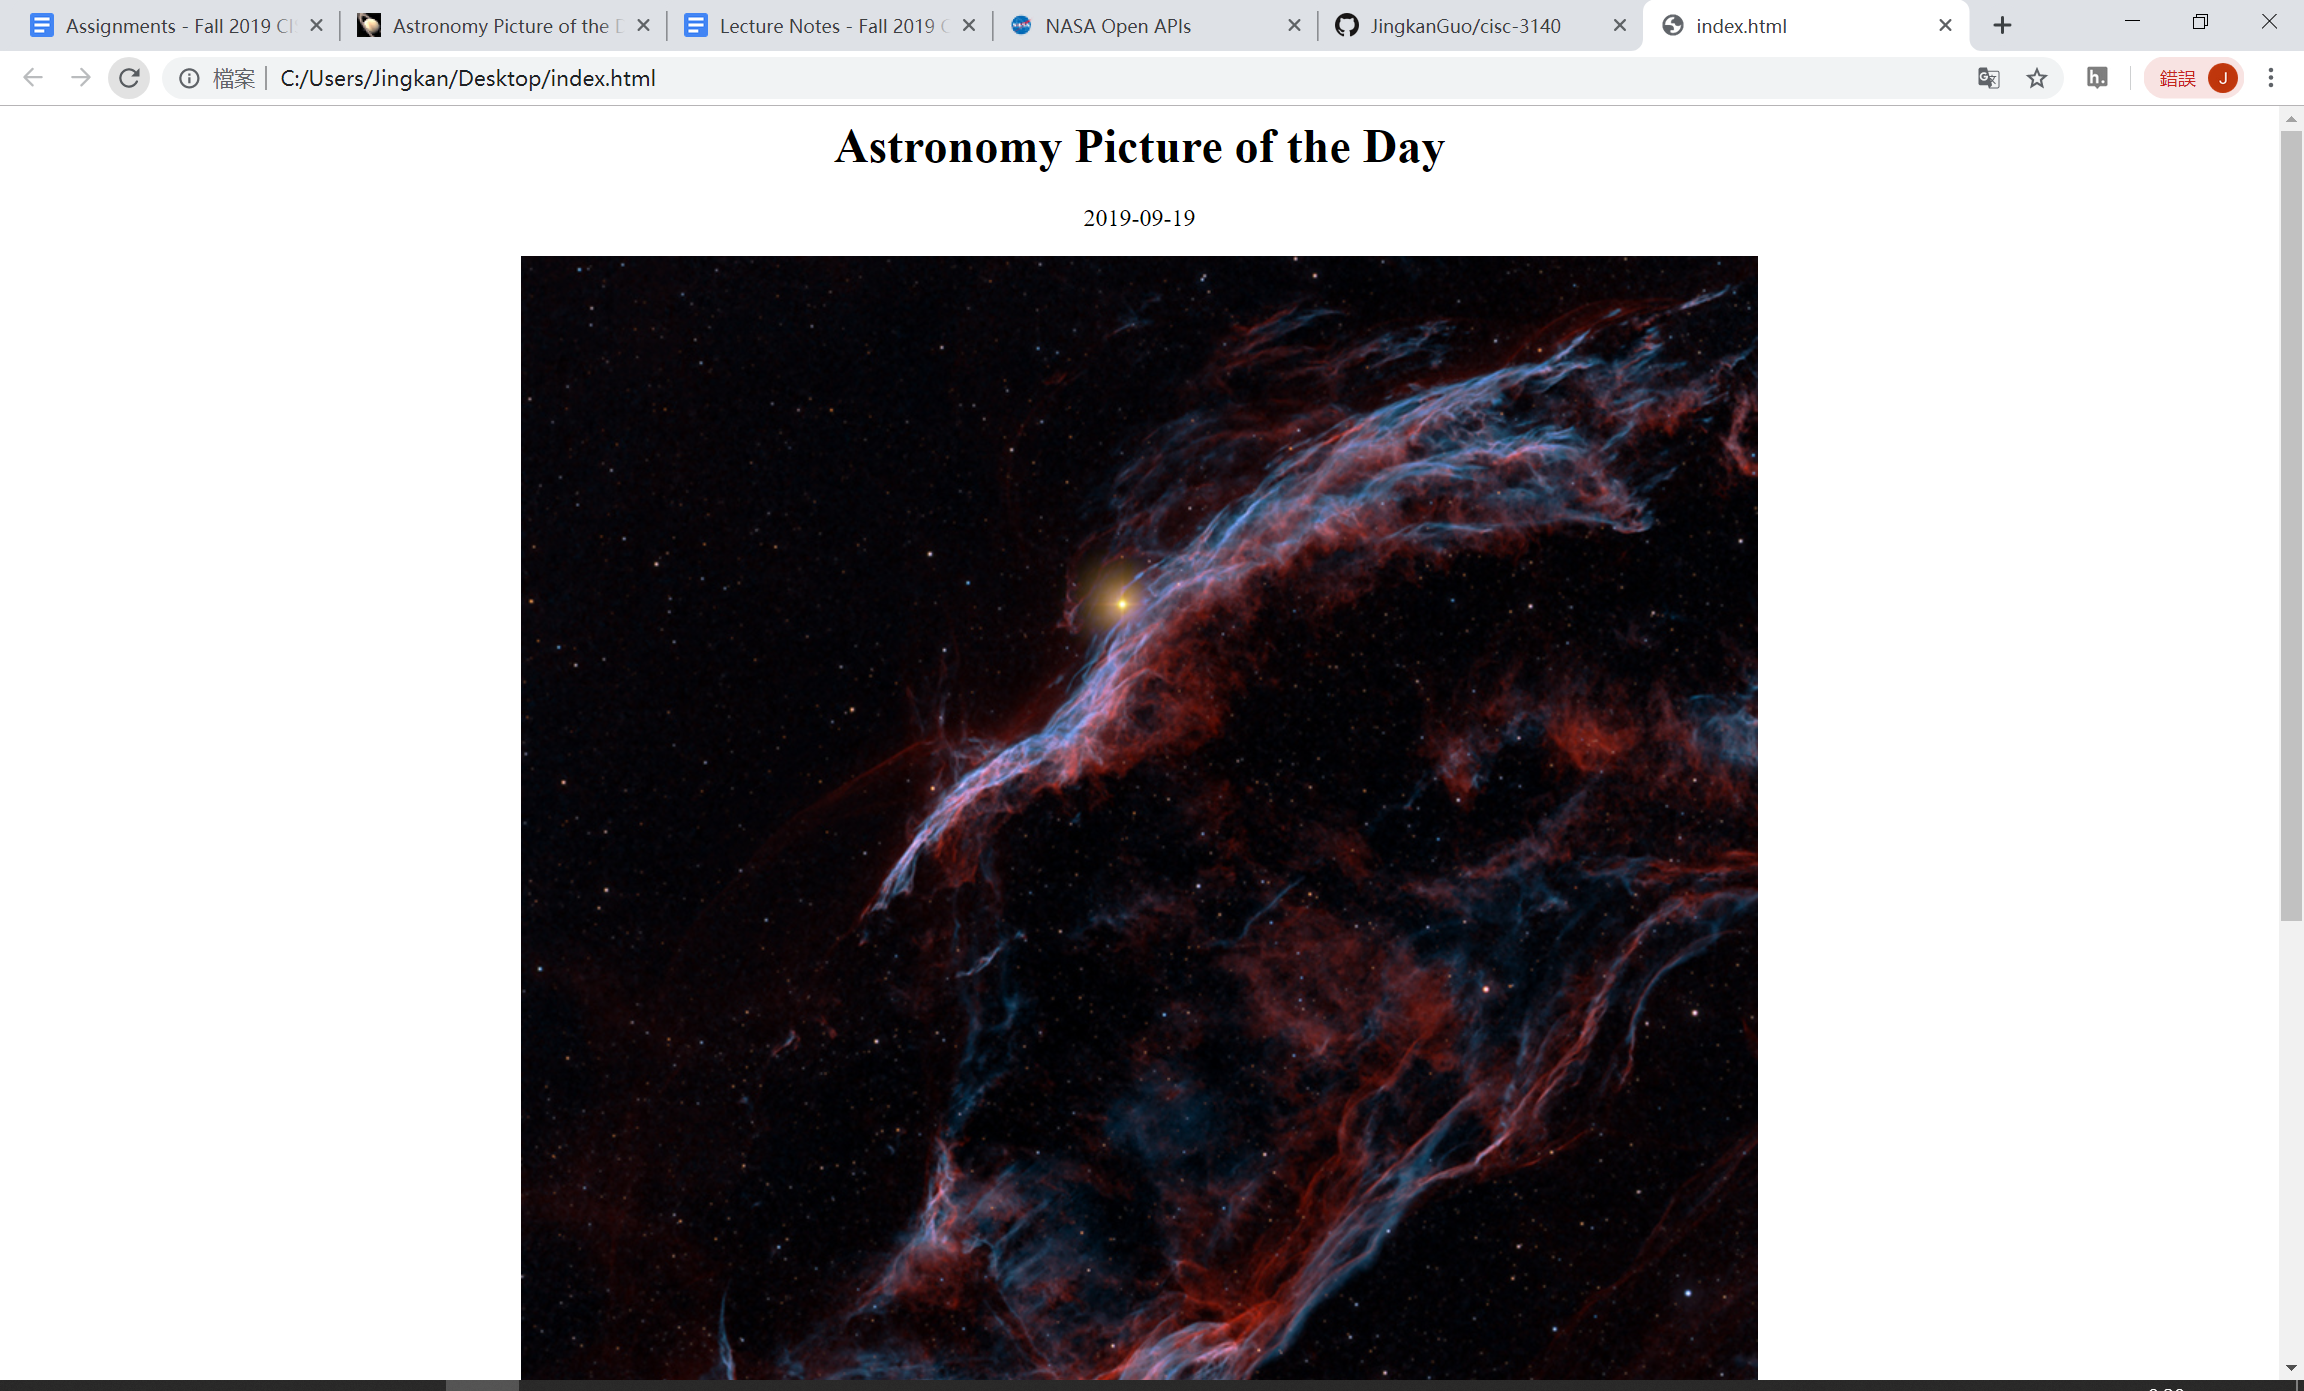 Assignments - Fall 2019 CI
Astronomy Picture of the D
Lecture Notes - Fall 2019 C
NASA Open APIs
JingkanGuo/cisc-3140
index.html
檔案 C:/Users/Jingkan/Desktop/index.html
h.
錯誤 J
Astronomy Picture of the Day
2019-09-19